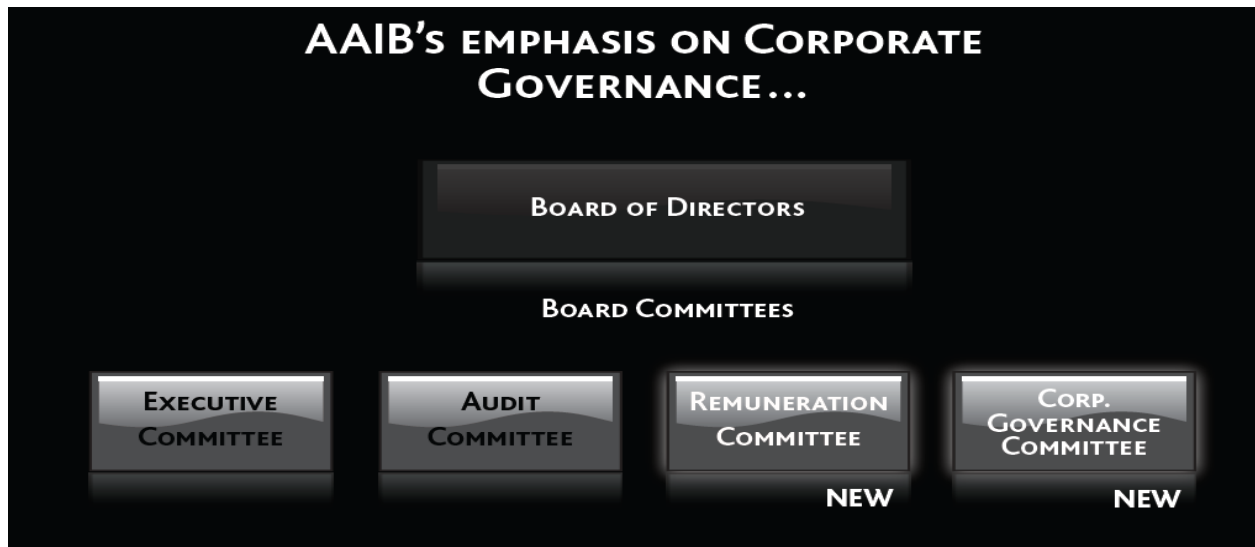 AAIB's emphasis on Corporate
Governance...
Board of Directors
Board Committees
Executive
Committee
Audit
Committee
Remuneration
Committee
Corp.
Governance
Committee
NEW
NEW